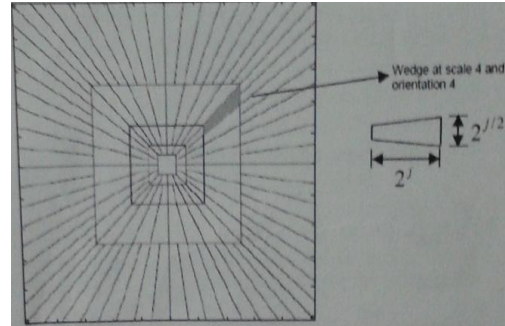 Wedge at scale 4 and
orientation 4
2^{j/2}
2^j